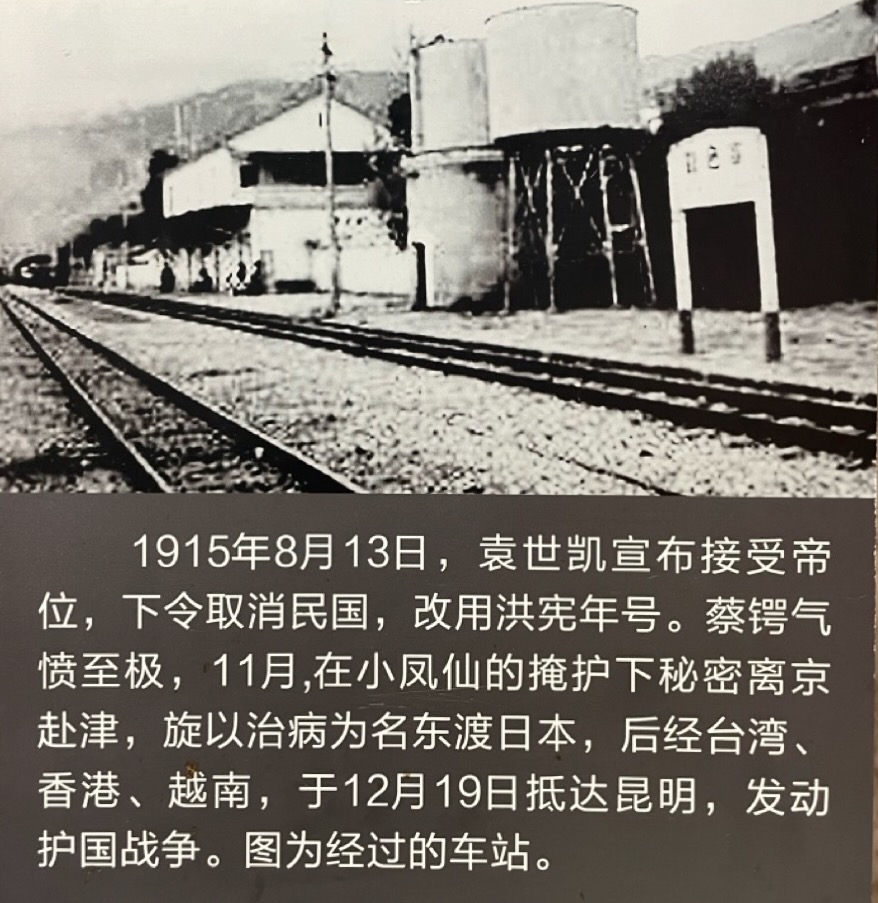 1915年8月13日，袁世凯宣布接受帝
位，下令取消民国，改用洪宪年号。蔡锷气
愤至极，11月,在小凤仙的掩护下秘密离京
赴津，旋以治病为名东渡日本，后经台湾、
香港、越南，于12月19日抵达昆明，发动
护国战争。图为经过的车站。